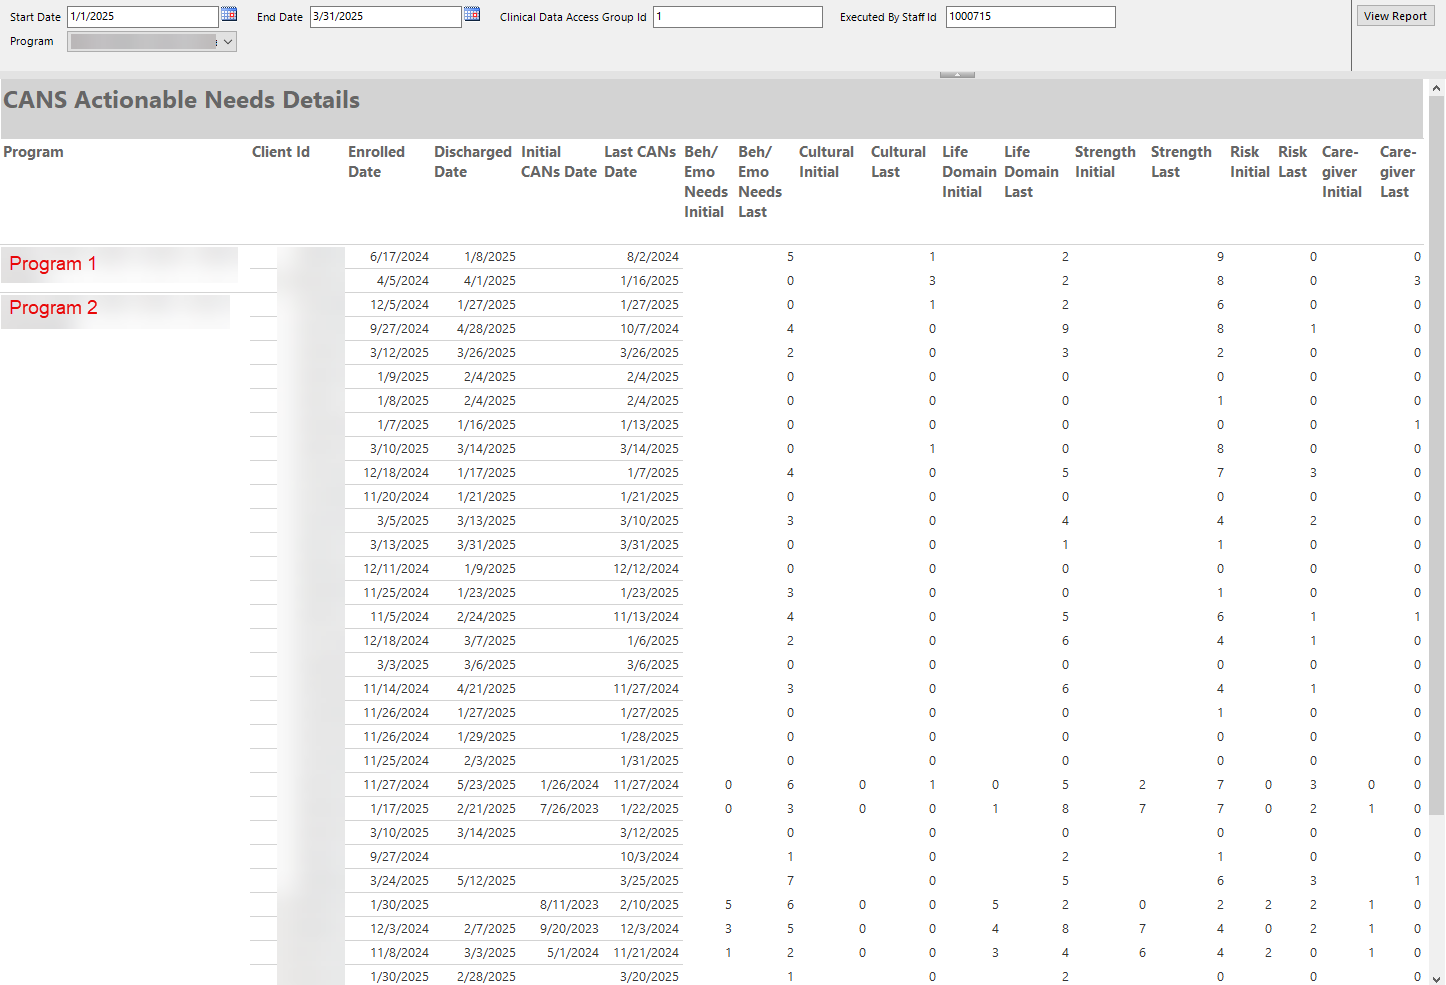 Start Date 1/1/2025 End Date 3/31/2025 Clinical Data Access Group Id 1 Executed By Staff Id 1000715 View Report
Program
CANS Actionable Needs Details
Program Client Id Enrolled Date Discharged Date Initial CANs Date Last CANs Date Beh/ Emo Needs Initial Beh/ Emo Needs Last Cultural Initial Cultural Last Life Domain Initial Life Domain Last Strength Initial Strength Last Risk Initial Risk Last Care- giver Initial Care- giver Last
Program 1 6/17/2024 1/8/2025 8/2/2024 5 1 2 9 0 0
4/5/2024 4/1/2025 1/16/2025 0 3 2 8 0 3
Program 2 12/5/2024 1/27/2025 1/27/2025 0 1 2 6 0 0
9/27/2024 4/28/2025 10/7/2024 4 0 9 8 1 0
3/12/2025 3/26/2025 3/26/2025 2 0 3 2 0 0
1/9/2025 2/4/2025 2/4/2025 0 0 0 0 0 0
1/8/2025 2/4/2025 2/4/2025 0 0 0 1 0 0
1/7/2025 1/16/2025 1/13/2025 0 0 0 0 0 1
3/10/2025 3/14/2025 3/14/2025 0 1 0 8 0 0
12/18/2024 1/17/2025 1/7/2025 4 0 5 7 3 0
11/20/2024 1/21/2025 1/21/2025 0 0 0 0 0 0
3/5/2025 3/13/2025 3/10/2025 3 0 4 4 2 0
3/13/2025 3/31/2025 3/31/2025 0 0 1 1 0 0
12/11/2024 1/9/2025 12/12/2024 0 0 0 0 0 0
11/25/2024 1/23/2025 1/23/2025 3 0 0 1 0 0
11/5/2024 2/24/2025 11/13/2024 4 0 5 6 1 1
12/18/2024 3/7/2025 1/6/2025 2 0 6 4 1 0
3/3/2025 3/6/2025 3/6/2025 0 0 0 0 0 0
11/14/2024 4/21/2025 11/27/2024 3 0 6 4 1 0
11/26/2024 1/27/2025 1/27/2025 0 0 0 1 0 0
11/26/2024 1/29/2025 1/28/2025 0 0 0 0 0 0
11/25/2024 2/3/2025 1/31/2025 0 0 0 0 0 0
11/27/2024 5/23/2025 1/26/2024 11/27/2024 0 6 0 1 0 5 2 7 0 3 0 0
1/17/2025 2/21/2025 7/26/2023 1/22/2025 0 3 0 0 1 8 7 7 0 2 1 0
3/10/2025 3/14/2025 3/12/2025 0 0 0 0 0 0
9/27/2024 10/3/2024 1 0 2 1 0 0
3/24/2025 5/12/2025 3/25/2025 7 0 5 6 3 1
1/30/2025 8/11/2023 2/10/2025 5 6 0 0 5 2 0 2 2 2 1 0
12/3/2024 2/7/2025 9/20/2023 12/3/2024 3 5 0 0 4 8 7 4 0 2 1 0
11/8/2024 3/3/2025 5/1/2024 11/21/2024 1 2 0 0 3 4 6 4 2 0 1 0
1/30/2025 2/28/2025 3/20/2025 1 0 2 0 0 0